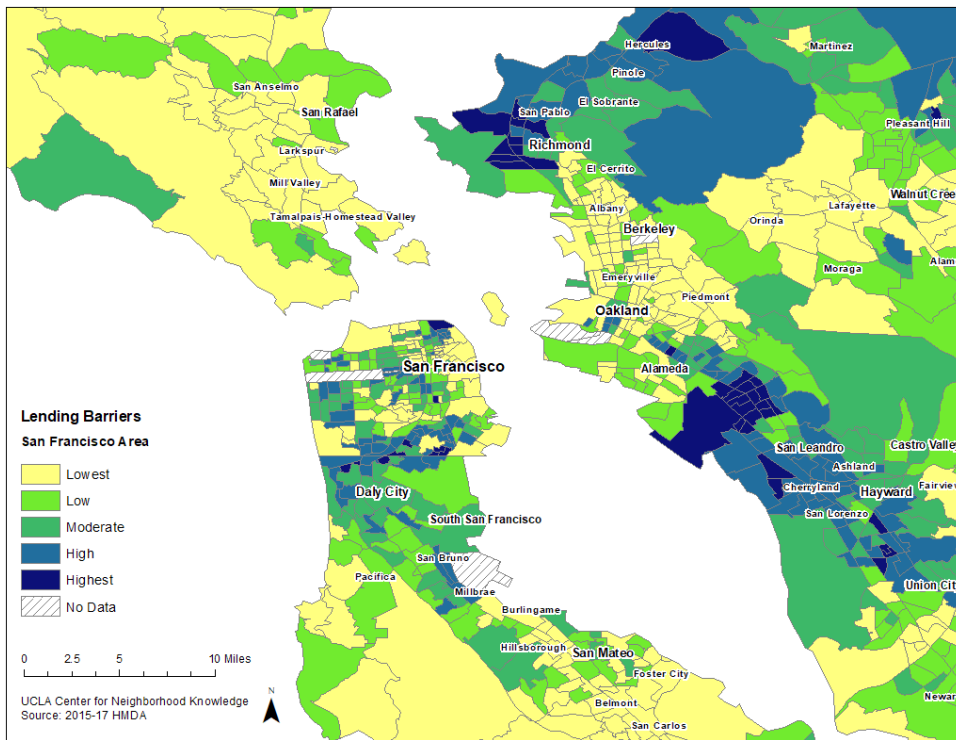 Hercules
Martinez
Pinole
El Sobrante
San Anselmo
San Rafael
San Pablo
Pleasant Hill
Richmond
Larkspur
El Cerrito
Mill Valley
Walnut Cree
Albany
Lafayette
Tamalpais-Homestead Valley
Orinda
Berkeley
Alamo
Moraga
Emeryville
Piedmont
Oakland
San Francisco
Alameda
Lending Barriers
San Francisco Area
Lowest
Low
Moderate
High
Highest
No Data
San Leandro
Castro Valley
Ashland
Cherryland
Hayward
Fairview
Daly City
San Lorenzo
South San Francisco
San Bruno
Pacifica
Union City
Millbrae
Burlingame
Hillsborough
San Mateo
Foster City
Newar
Belmont
San Carlos
0 2.5 5 10 Miles
N
UCLA Center for Neighborhood Knowledge
Source: 2015-17 HMDA